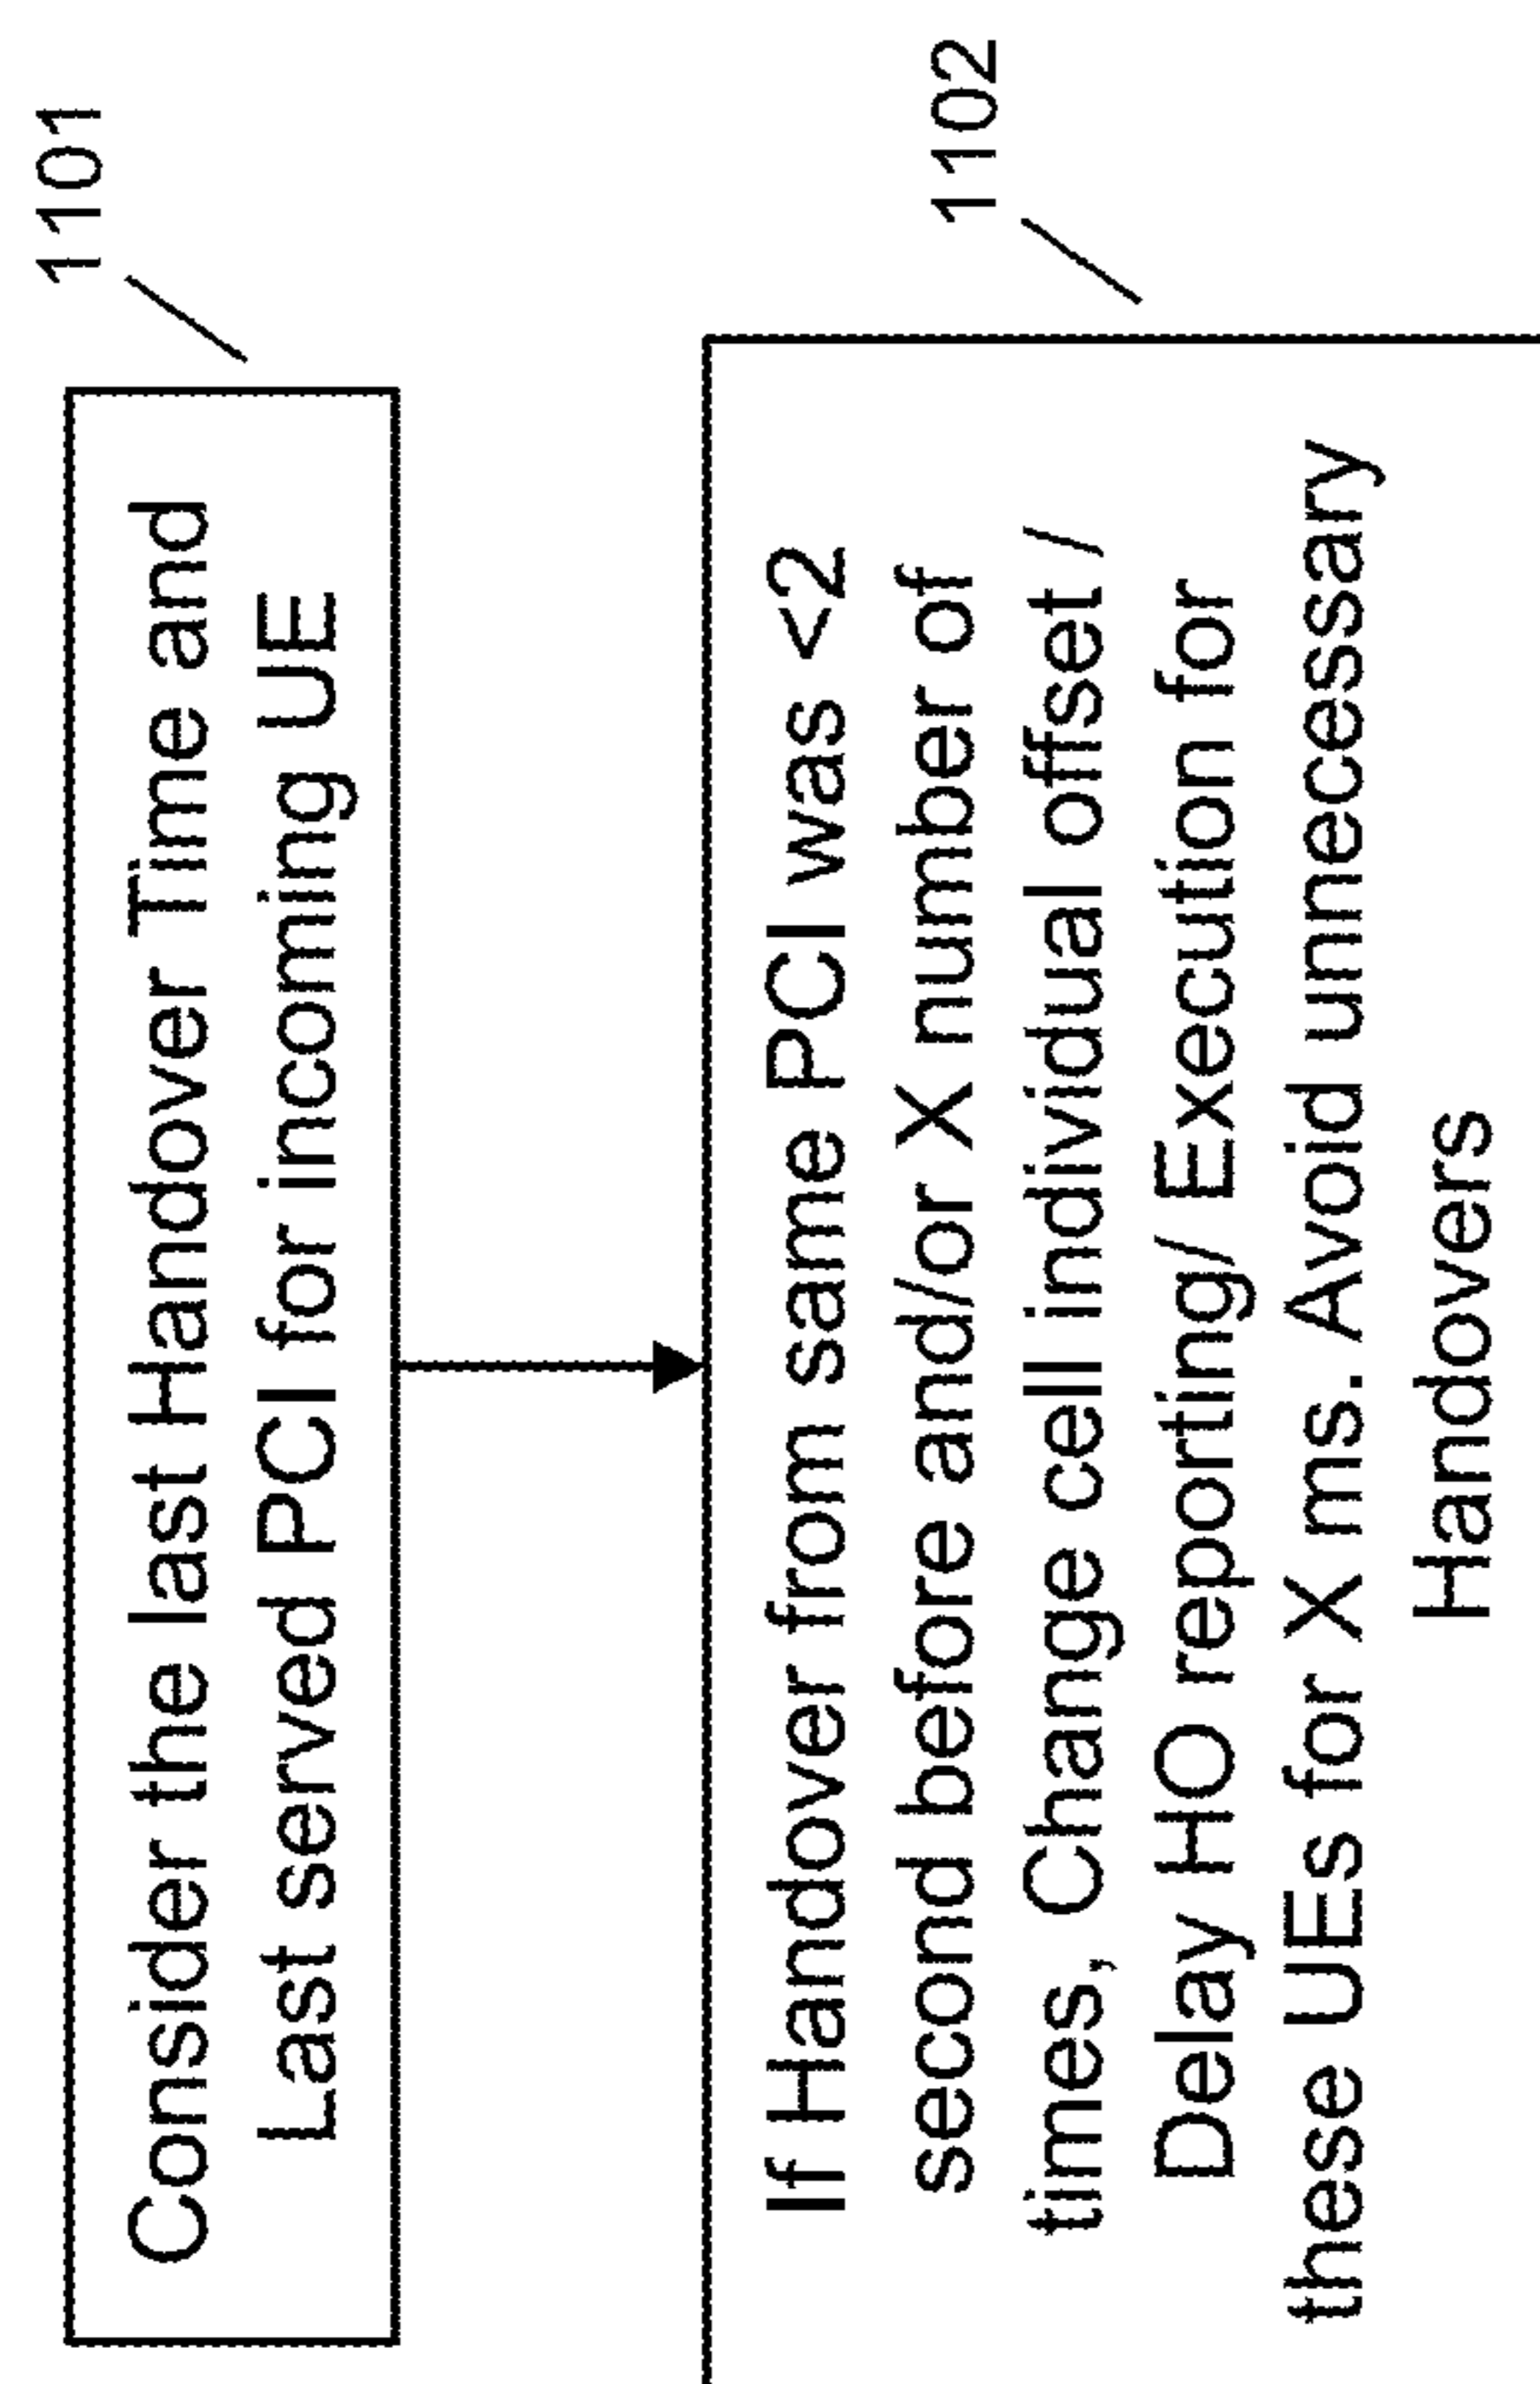 1101
Consider the last Handover Time and
Last served PCI for incoming UE
1102
If Handover from same PCI was <2
second before and/or X number of
times, Change cell individual offset /
Delay HO reporting/ Execution for
these UEs for X ms. Avoid unnecessary
Handovers